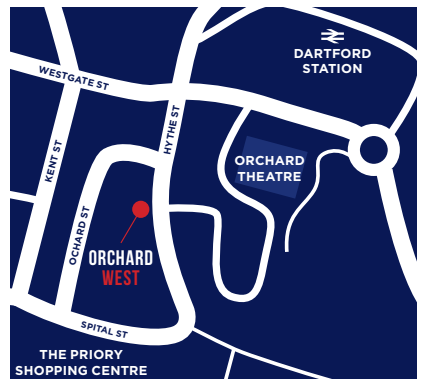 DARTFORD
STATION
WESTGATE ST
HYTHE ST
KENT ST
ORCHARD
THEATRE
OCHARD ST
ORCHARD
WEST
SPITAL ST
THE PRIORY
SHOPPING CENTRE